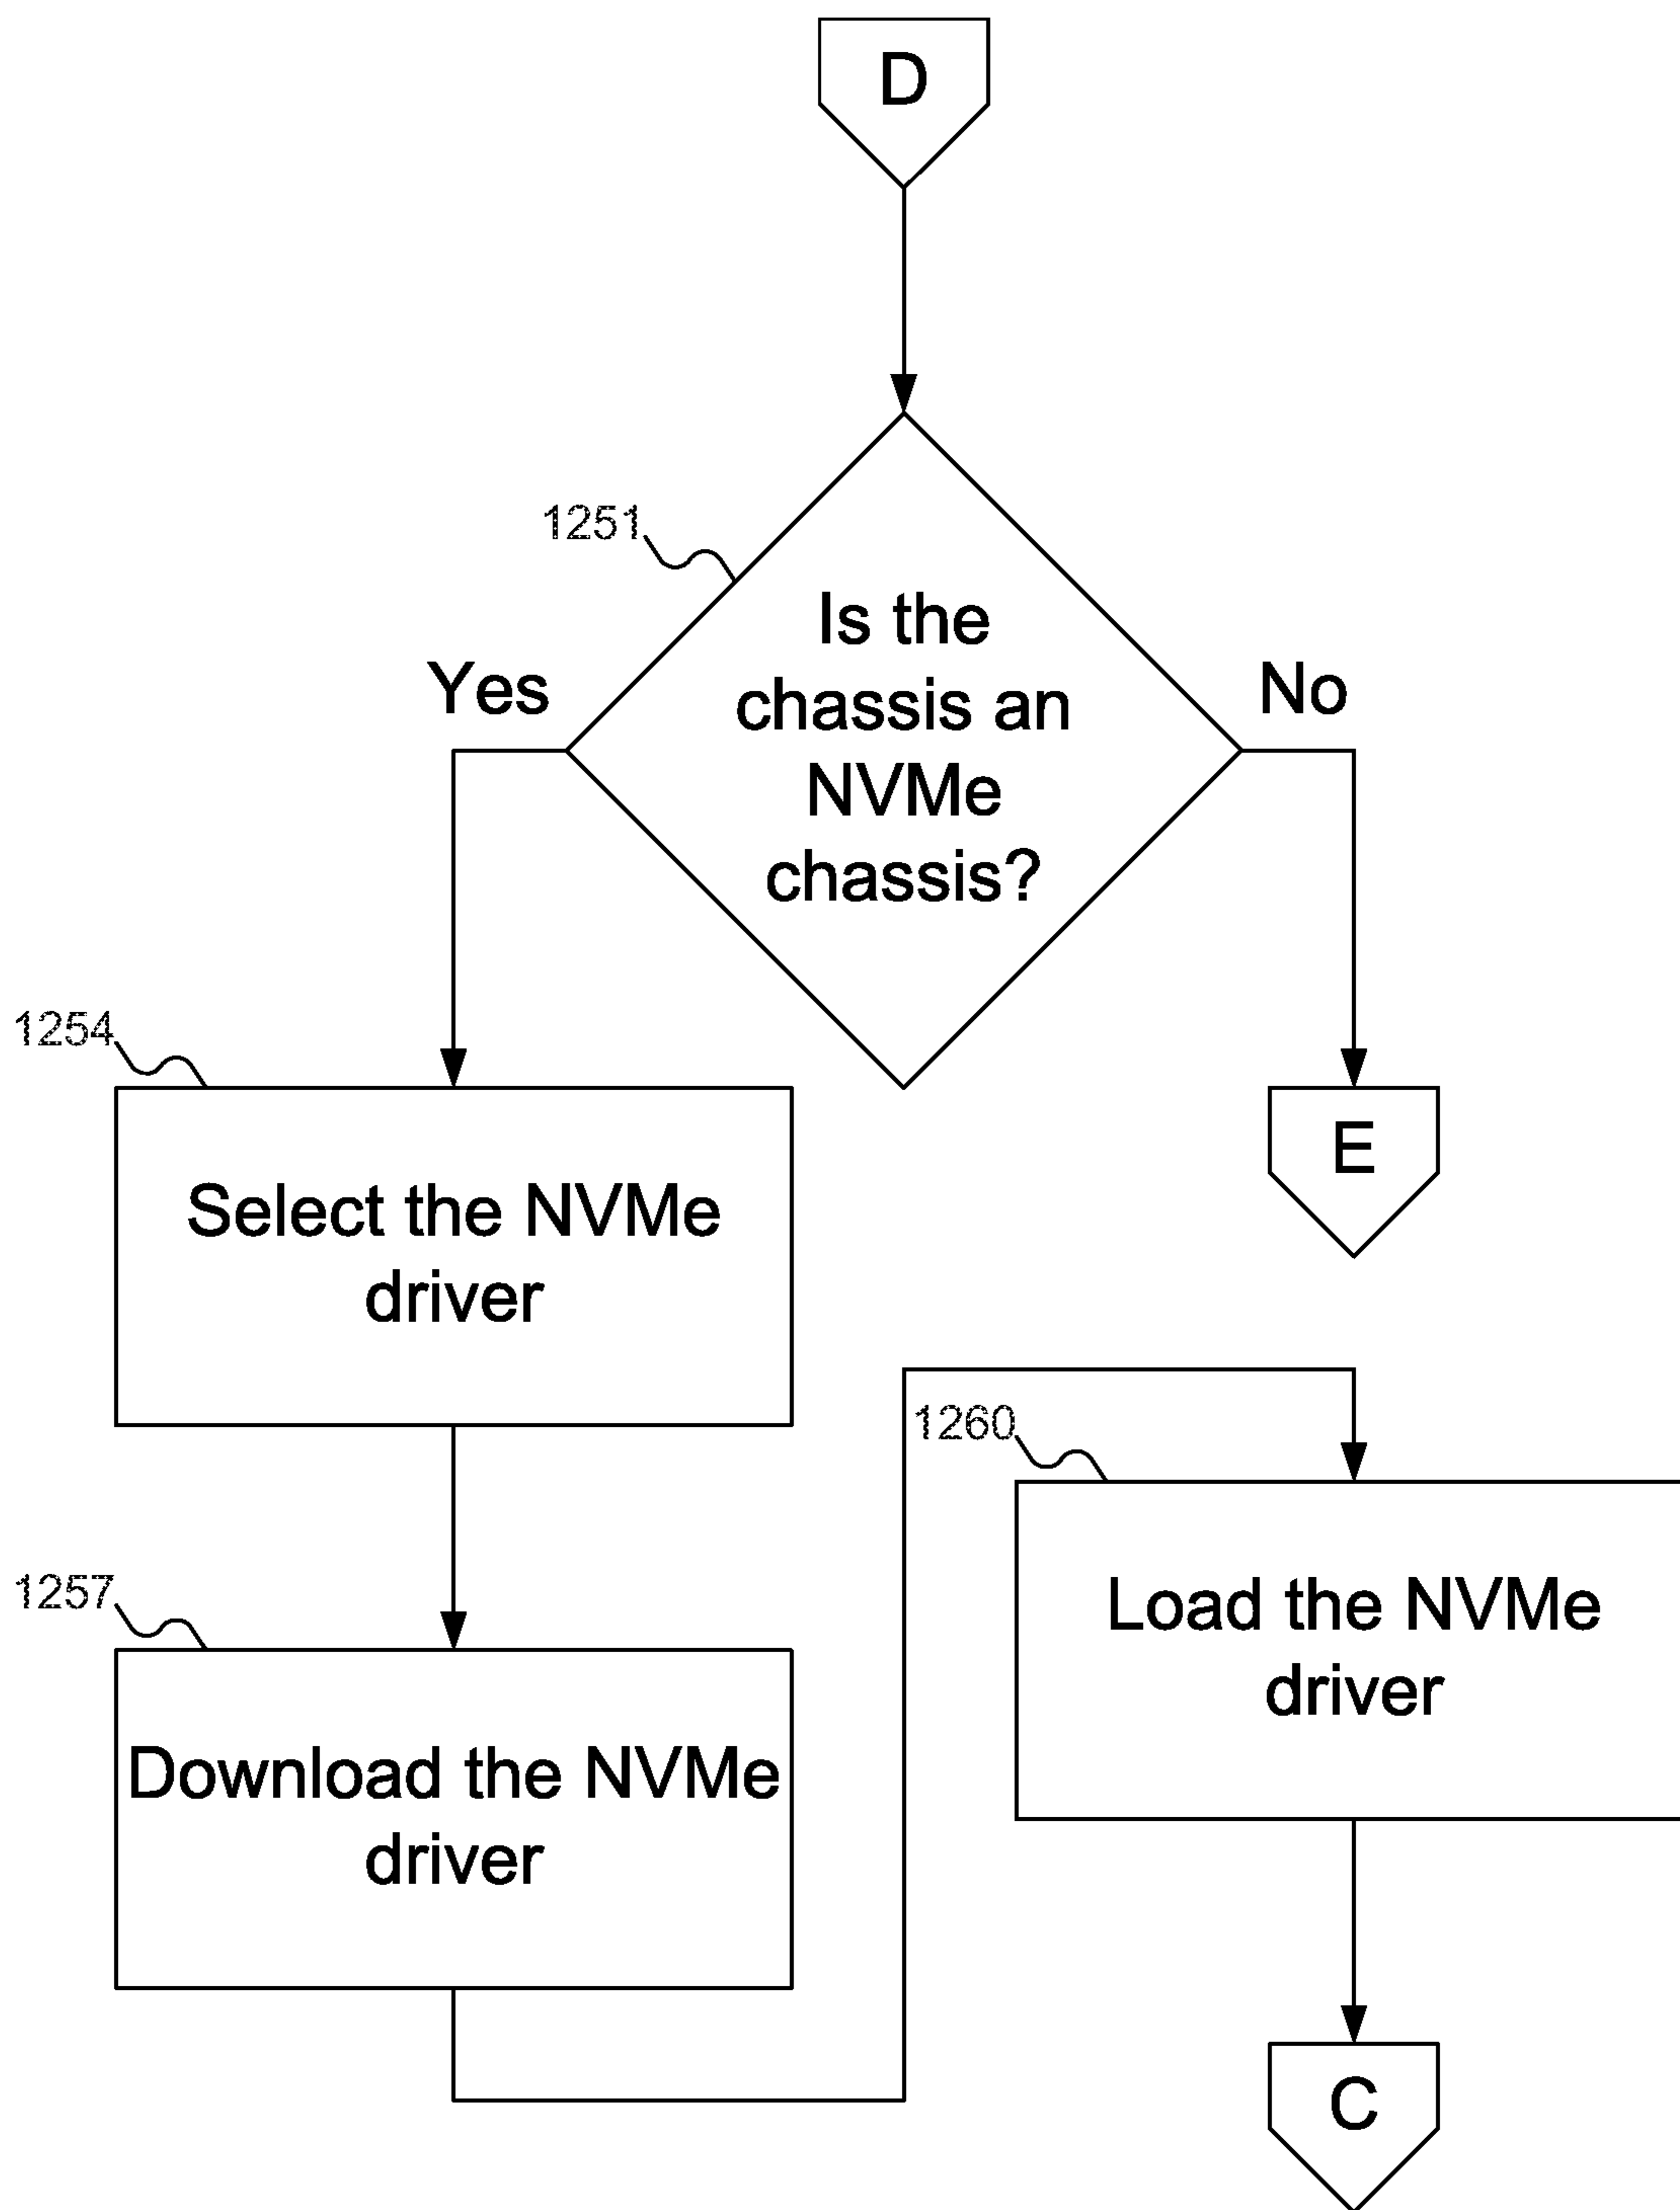 D
1251
Is the
chassis an
NVMe
chassis?
Yes
No
1254
Select the NVMe
driver
E
1257
Download the NVMe
driver
1260
Load the NVMe
driver
C